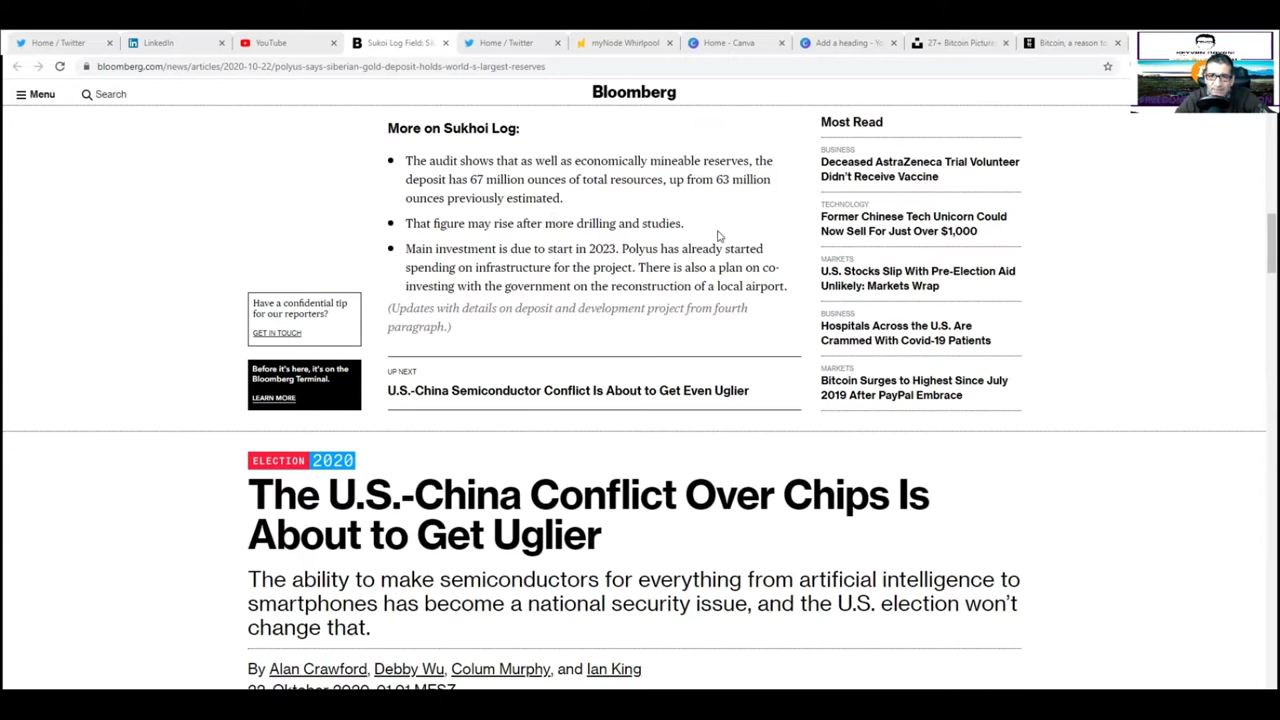 Home / Twitter
LinkedIn
YouTube
Sukoi Log Field: Si
Home / Twitter
myNode Whirlpool
Home - Canva
Add a heading - Yo
27+ Bitcoin Picture
Bitcoin, a reason to
bloomberg.com/news/articles/2020-10-22/polyus-says-siberian-gold-deposit-holds-world-s-largest-reserves
Menu
Search
Bloomberg
More on Sukhoi Log:
The audit shows that as well as economically mineable reserves, the
deposit has 67 million ounces of total resources, up from 63 million
ounces previously estimated.
That figure may rise after more drilling and studies.
Main investment is due to start in 2023. Polyus has already started
spending on infrastructure for the project. There is also a plan on co-
investing with the government on the reconstruction of a local airport.
(Updates with details on deposit and development project from fourth
paragraph.)
Have a confidential tip
for our reporters?
GET IN TOUCH
Before it's here, it's on the
Bloomberg Terminal.
LEARN MORE
UP NEXT
U.S.-China Semiconductor Conflict Is About to Get Even Uglier
Most Read
BUSINESS
Deceased AstraZeneca Trial Volunteer
Didn't Receive Vaccine
TECHNOLOGY
Former Chinese Tech Unicorn Could
Now Sell For Just Over $1,000
MARKETS
U.S. Stocks Slip With Pre-Election Aid
Unlikely: Markets Wrap
BUSINESS
Hospitals Across the U.S. Are
Crammed With Covid-19 Patients
MARKETS
Bitcoin Surges to Highest Since July
2019 After PayPal Embrace
ELECTION 2020
The U.S.-China Conflict Over Chips Is
About to Get Uglier
The ability to make semiconductors for everything from artificial intelligence to
smartphones has become a national security issue, and the U.S. election won't
change that.
By Alan Crawford, Debby Wu, Colum Murphy, and Ian King
22. Oktober 2020, 01:01 MESZ